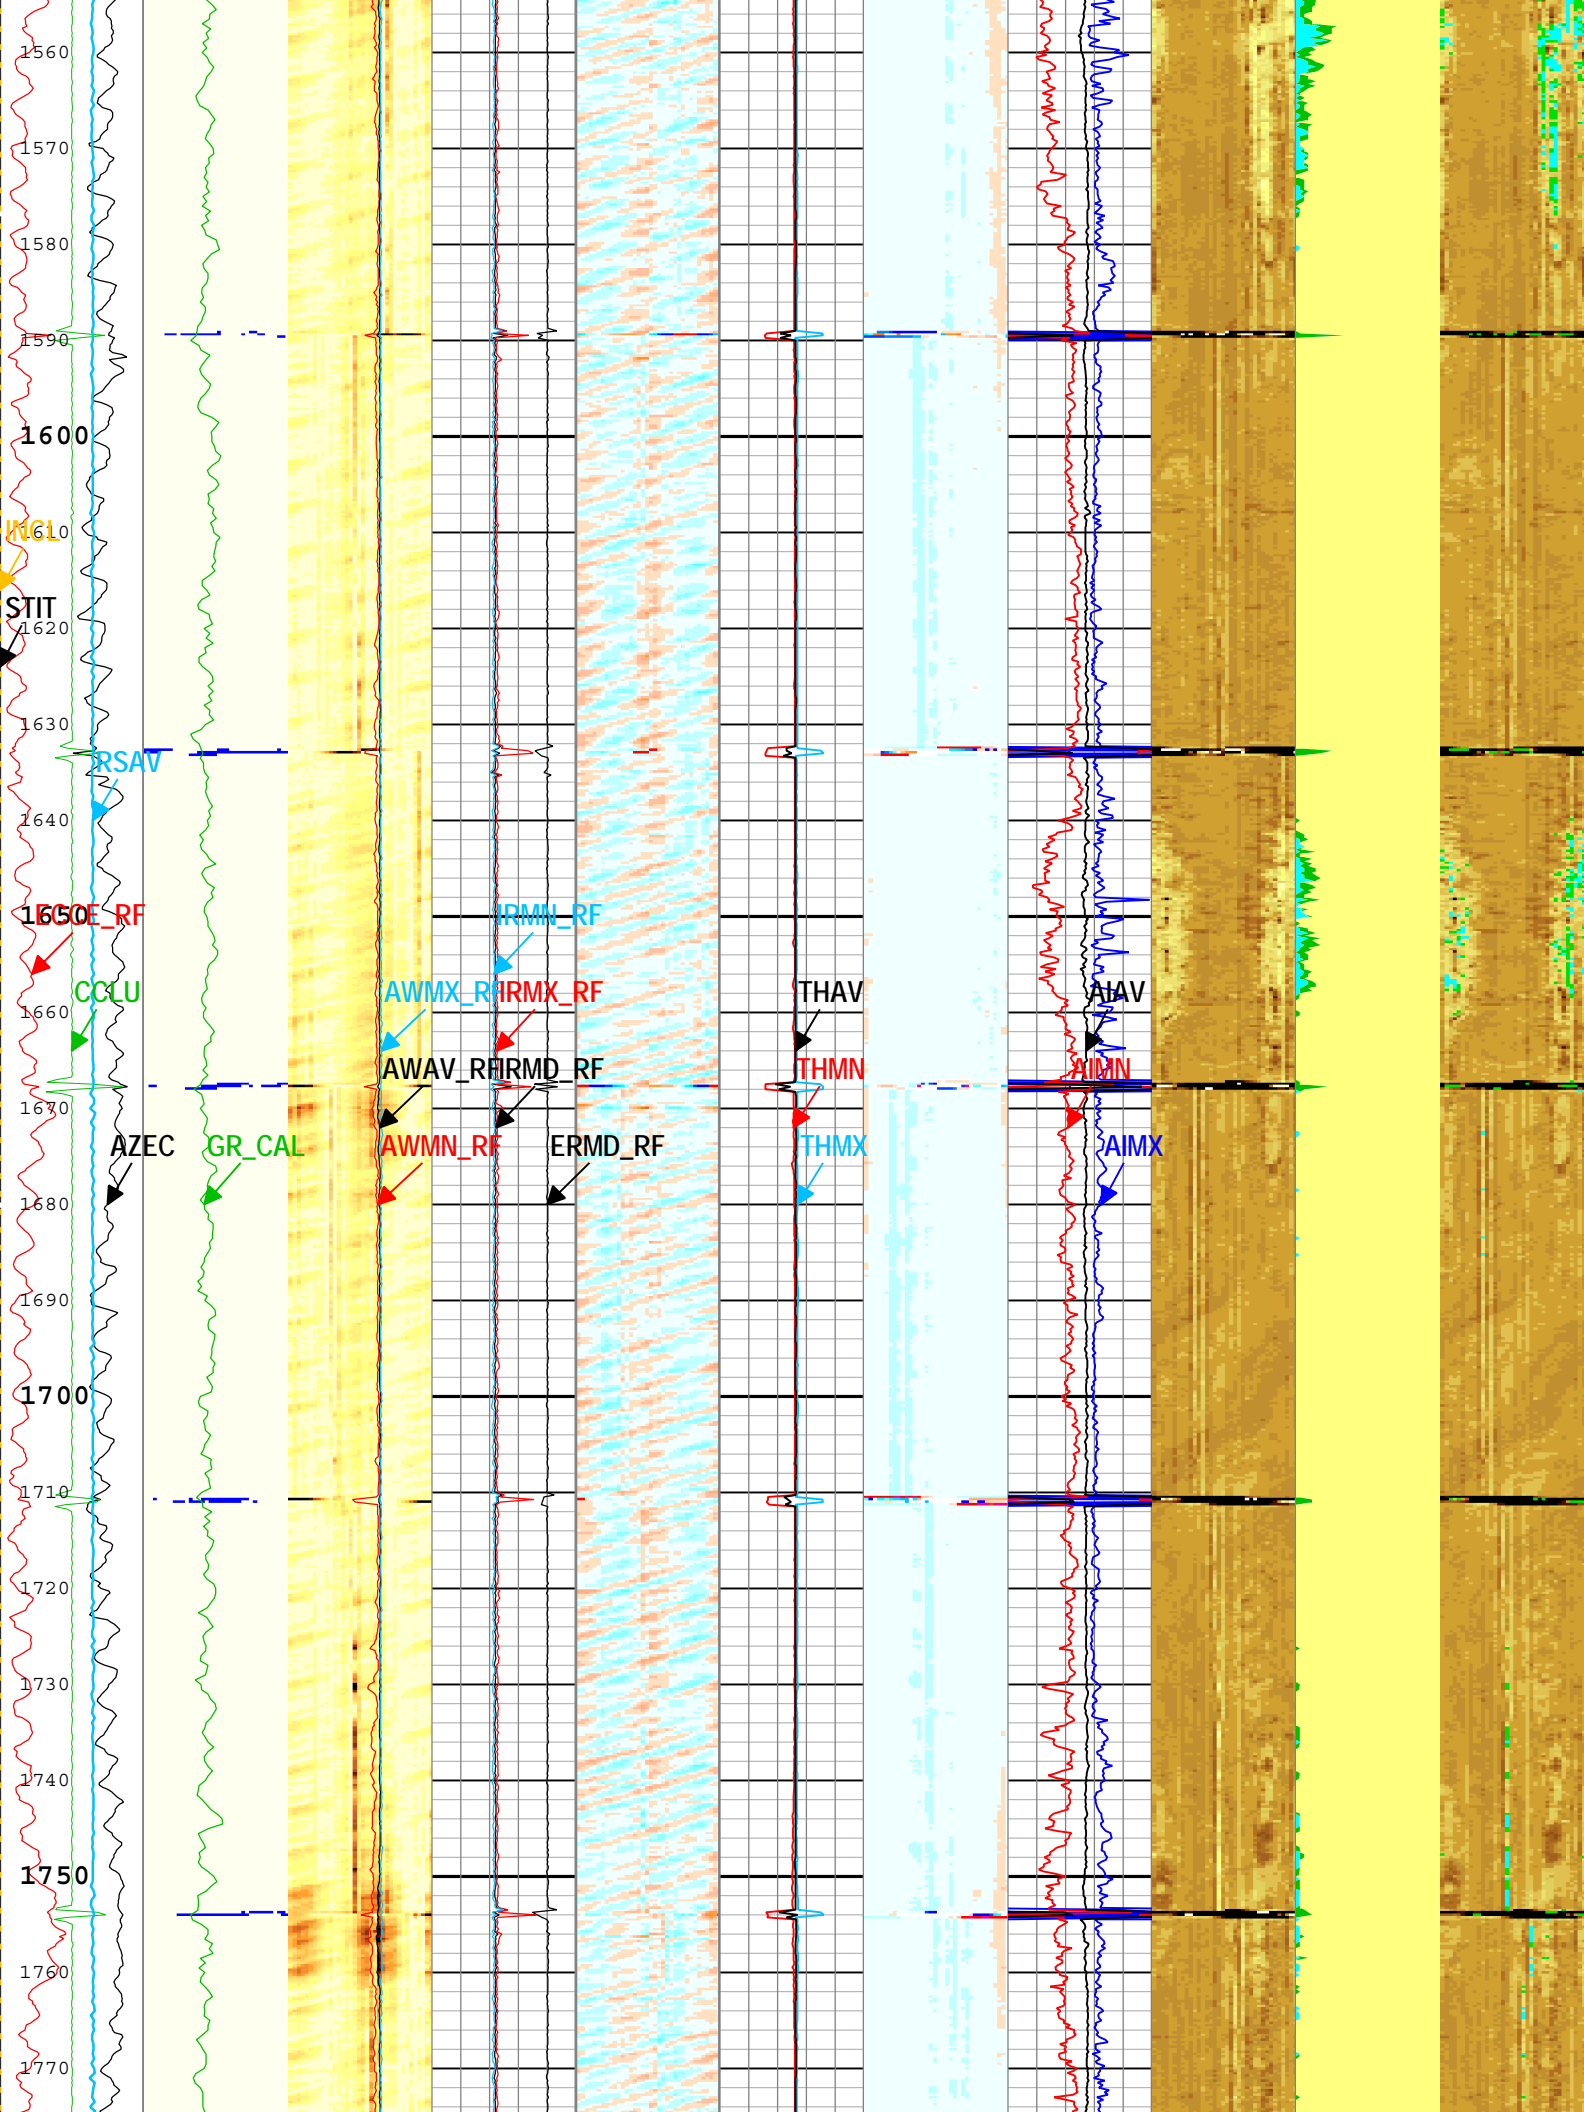 1560
1570
1580
1590
1600
INCL
1610
STIT
1620
1630
RSAV
1640
1650
ECCE_RF
IRMN_RF
CCLU
AWMX_RF
IRMX_RF
THAV
AIAV
1660
AWAV_RF
IRMD_RF
THMN
AIMN
1670
AZEC
GR_CAL
AWMN_RF
ERMD_RF
THMX
AIMX
1680
1690
1700
1710
1720
1730
1740
1750
1760
1770